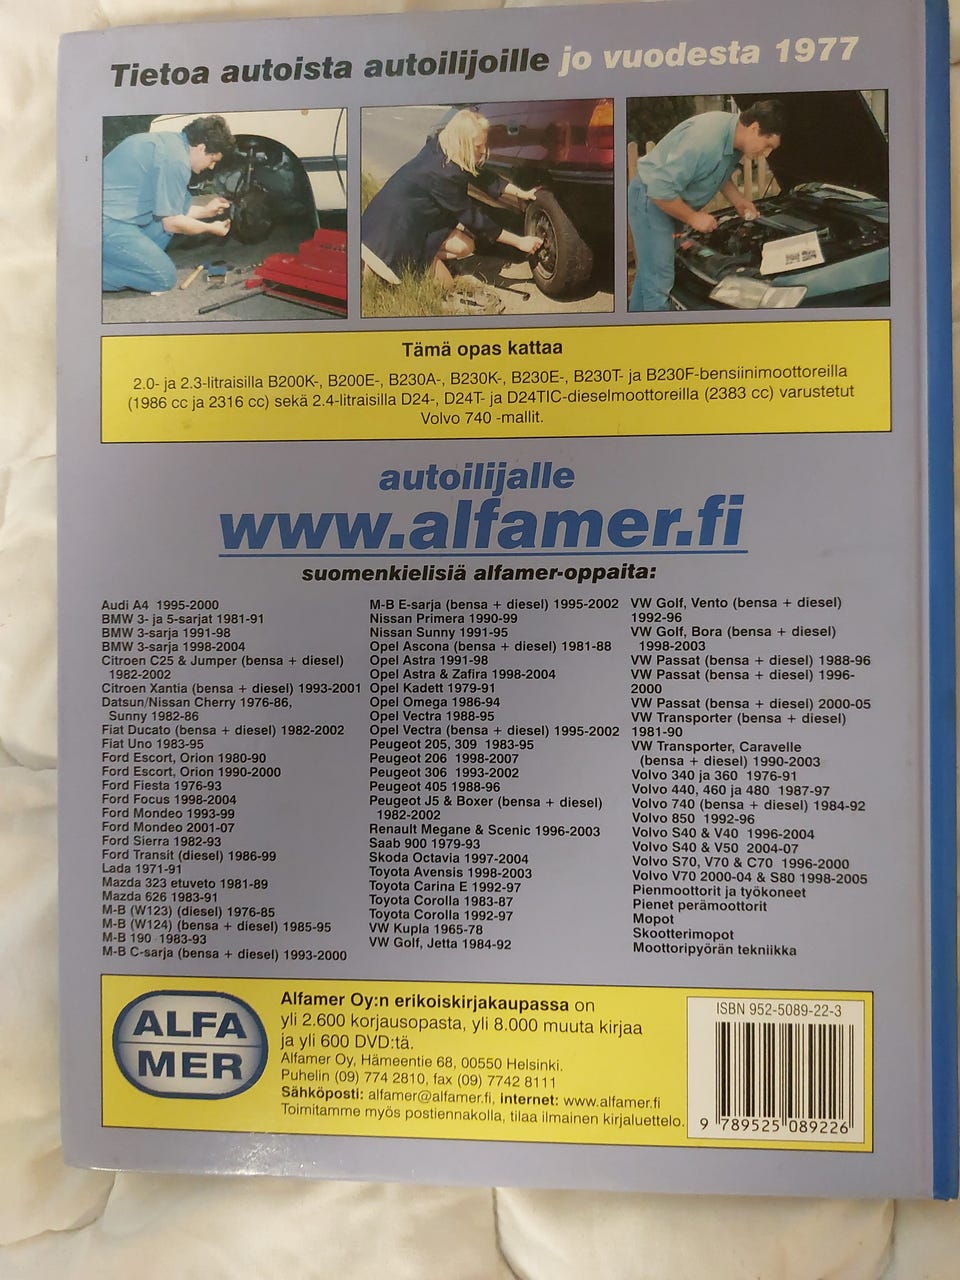 Tietoa autoista autoilijoille jo vuodesta 1977
Tämä opas kattaa
2.0- ja 2.3-litraisilla B200K-, B200E-, B230A-, B230K-, B230E-, B230T- ja B230F-bensiinimoottoreilla
(1986 cc ja 2316 cc) sekä 2.4-litraisilla D24-, D24T- ja D24TIC-dieselmoottoreilla (2383 cc) varustetut
Volvo 740 -mallit.
autoilijalle
www.alfamer.fi
suomenkielisiä alfamer-oppaita:
Audi A4 1995-2000
BMW 3- ja 5-sarjat 1981-91
BMW 3-sarja 1991-98
BMW 3-sarja 1998-2004
Citroen C25 & Jumper (bensa + diesel)
1982-2002
Citroen Xantia (bensa + diesel) 1993-2001
Datsun/Nissan Cherry 1976-86,
Sunny 1982-86
Fiat Ducato (bensa + diesel) 1982-2002
Fiat Uno 1983-95
Ford Escort, Orion 1980-90
Ford Escort, Orion 1990-2000
Ford Fiesta 1976-93
Ford Focus 1998-2004
Ford Mondeo 1993-99
Ford Mondeo 2001-07
Ford Sierra 1982-93
Ford Transit (diesel) 1986-99
Lada 1971-91
Mazda 323 etuveto 1981-89
Mazda 626 1983-91
M-B (W123) (diesel) 1976-85
M-B (W124) (bensa + diesel) 1985-95
M-B 190 1983-93
M-B C-sarja (bensa + diesel) 1993-2000
M-B E-sarja (bensa + diesel) 1995-2002
Nissan Primera 1990-99
Nissan Sunny 1991-95
Opel Ascona (bensa + diesel) 1981-88
Opel Astra 1991-98
Opel Astra & Zafira 1998-2004
Opel Kadett 1979-91
Opel Omega 1986-94
Opel Vectra 1988-95
Opel Vectra (bensa + diesel) 1995-2002
Peugeot 205, 309 1983-95
Peugeot 206 1998-2007
Peugeot 306 1993-2002
Peugeot 405 1988-96
Peugeot J5 & Boxer (bensa + diesel)
1982-2002
Renault Megane & Scenic 1996-2003
Saab 900 1979-93
Skoda Octavia 1997-2004
Toyota Avensis 1998-2003
Toyota Carina E 1992-97
Toyota Corolla 1983-87
Toyota Corolla 1992-97
VW Kupla 1965-78
VW Golf, Jetta 1984-92
VW Golf, Vento (bensa + diesel)
1992-96
VW Golf, Bora (bensa + diesel)
1998-2003
VW Passat (bensa + diesel) 1988-96
VW Passat (bensa + diesel) 1996-
2000
VW Passat (bensa + diesel) 2000-05
VW Transporter (bensa + diesel)
1981-90
VW Transporter, Caravelle
(bensa + diesel) 1990-2003
Volvo 340 ja 360 1976-91
Volvo 440, 460 ja 480 1987-97
Volvo 740 (bensa + diesel) 1984-92
Volvo 850 1992-96
Volvo S40 & V40 1996-2004
Volvo S40 & V50 2004-07
Volvo S70, V70 & C70 1996-2000
Volvo V70 2000-04 & S80 1998-2005
Pienmoottorit ja työkoneet
Pienet perämoottorit
Mopot
Skootterimopot
Moottoripyörän tekniikka
ALFA
MER
Alfamer Oy:n erikoiskirjakaupassa on
yli 2.600 korjausopasta, yli 8.000 muuta kirjaa
ja yli 600 DVD:tä.
Alfamer Oy, Hämeentie 68, 00550 Helsinki.
Puhelin (09) 774 2810, fax (09) 7742 8111
Sähköposti: alfamer@alfamer.fi, internet: www.alfamer.fi
Toimitamme myös postiennakolla, tilaa ilmainen kirjaluettelo.
ISBN 952-5089-22-3
9 789525 089226